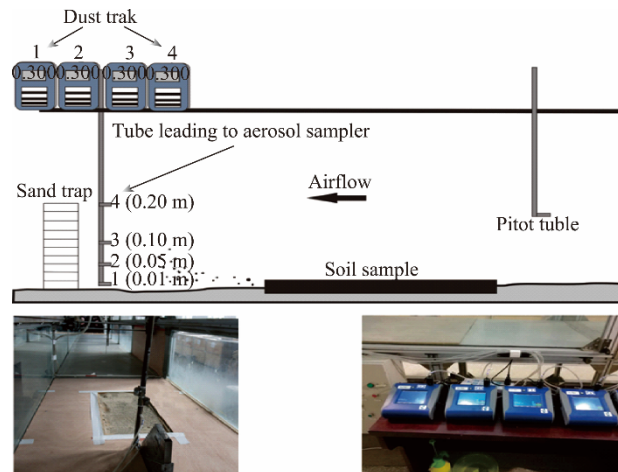 Dust trak
1 2 3 4
0.300 0.300 0.300 0.300
Tube leading to aerosol sampler
Sand trap
Airflow
4 (0.20 m)
Pitot tuble
3 (0.10 m)
2 (0.05 m)
Soil sample
1 (0.01 m)